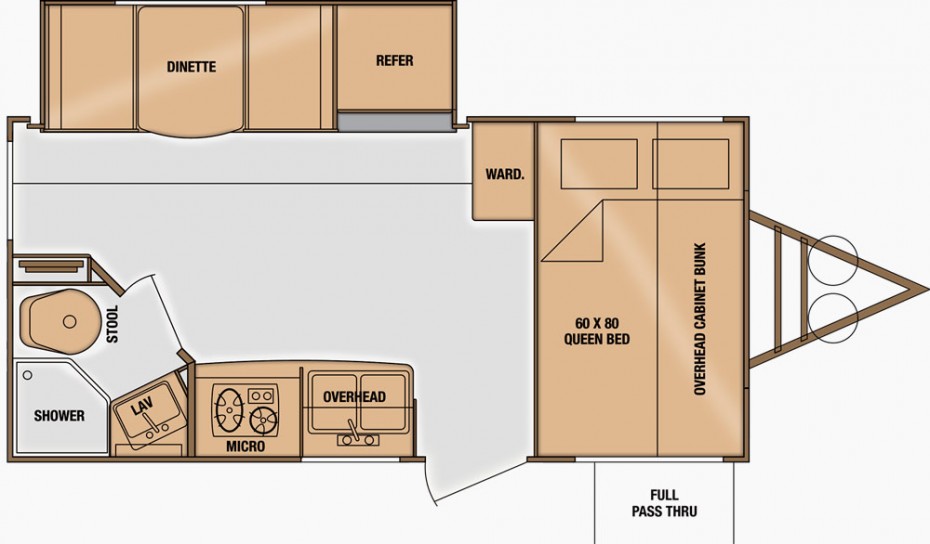 DINETTE
REFER
WARD.
STOOL
60 X 80
QUEEN BED
OVERHEAD CABINET BUNK
SHOWER
LAV
OVERHEAD
MICRO
FULL
PASS THRU